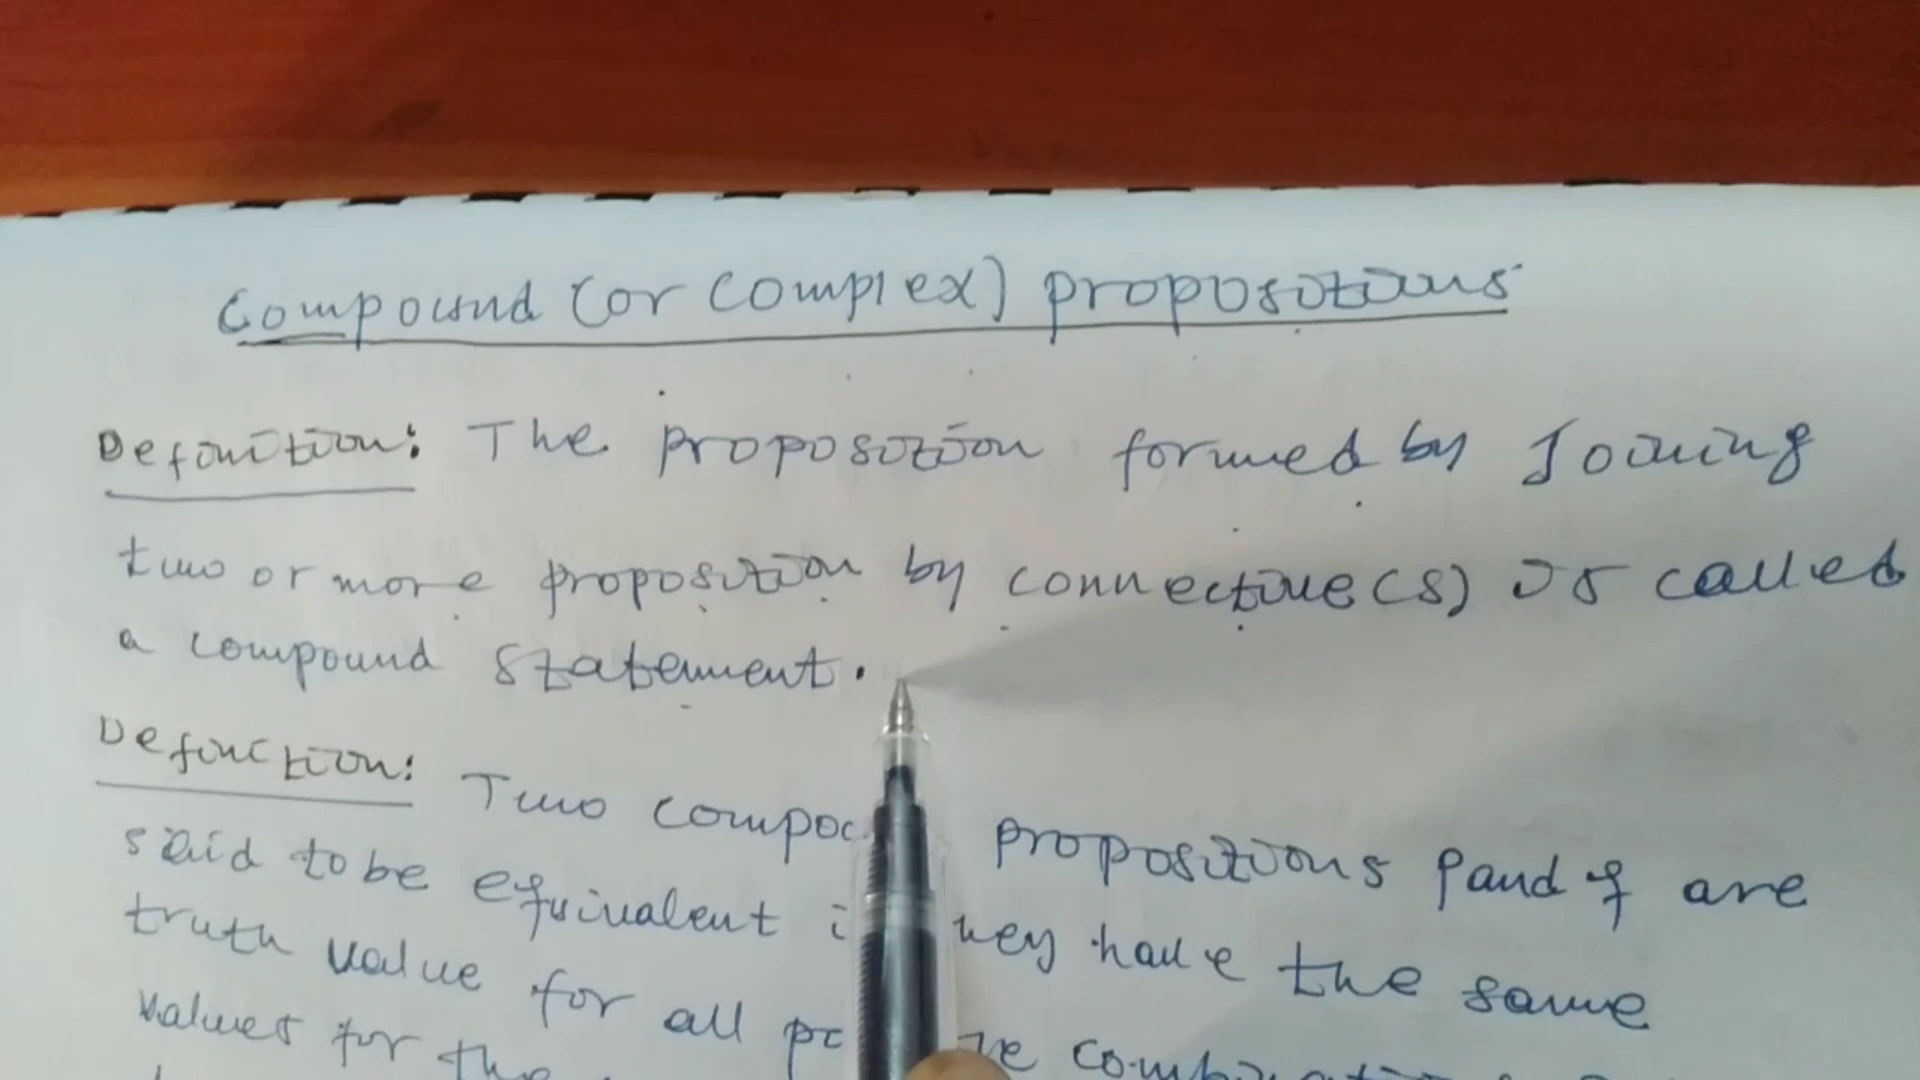 Compound (or complex) propositions
Definition: The proposition formed by Joining
two or more proposition by connective(s) is called
a compound statement.
Definition: Two propositions P and q are
said to be equivalent they have the same
truth value for all
values for the